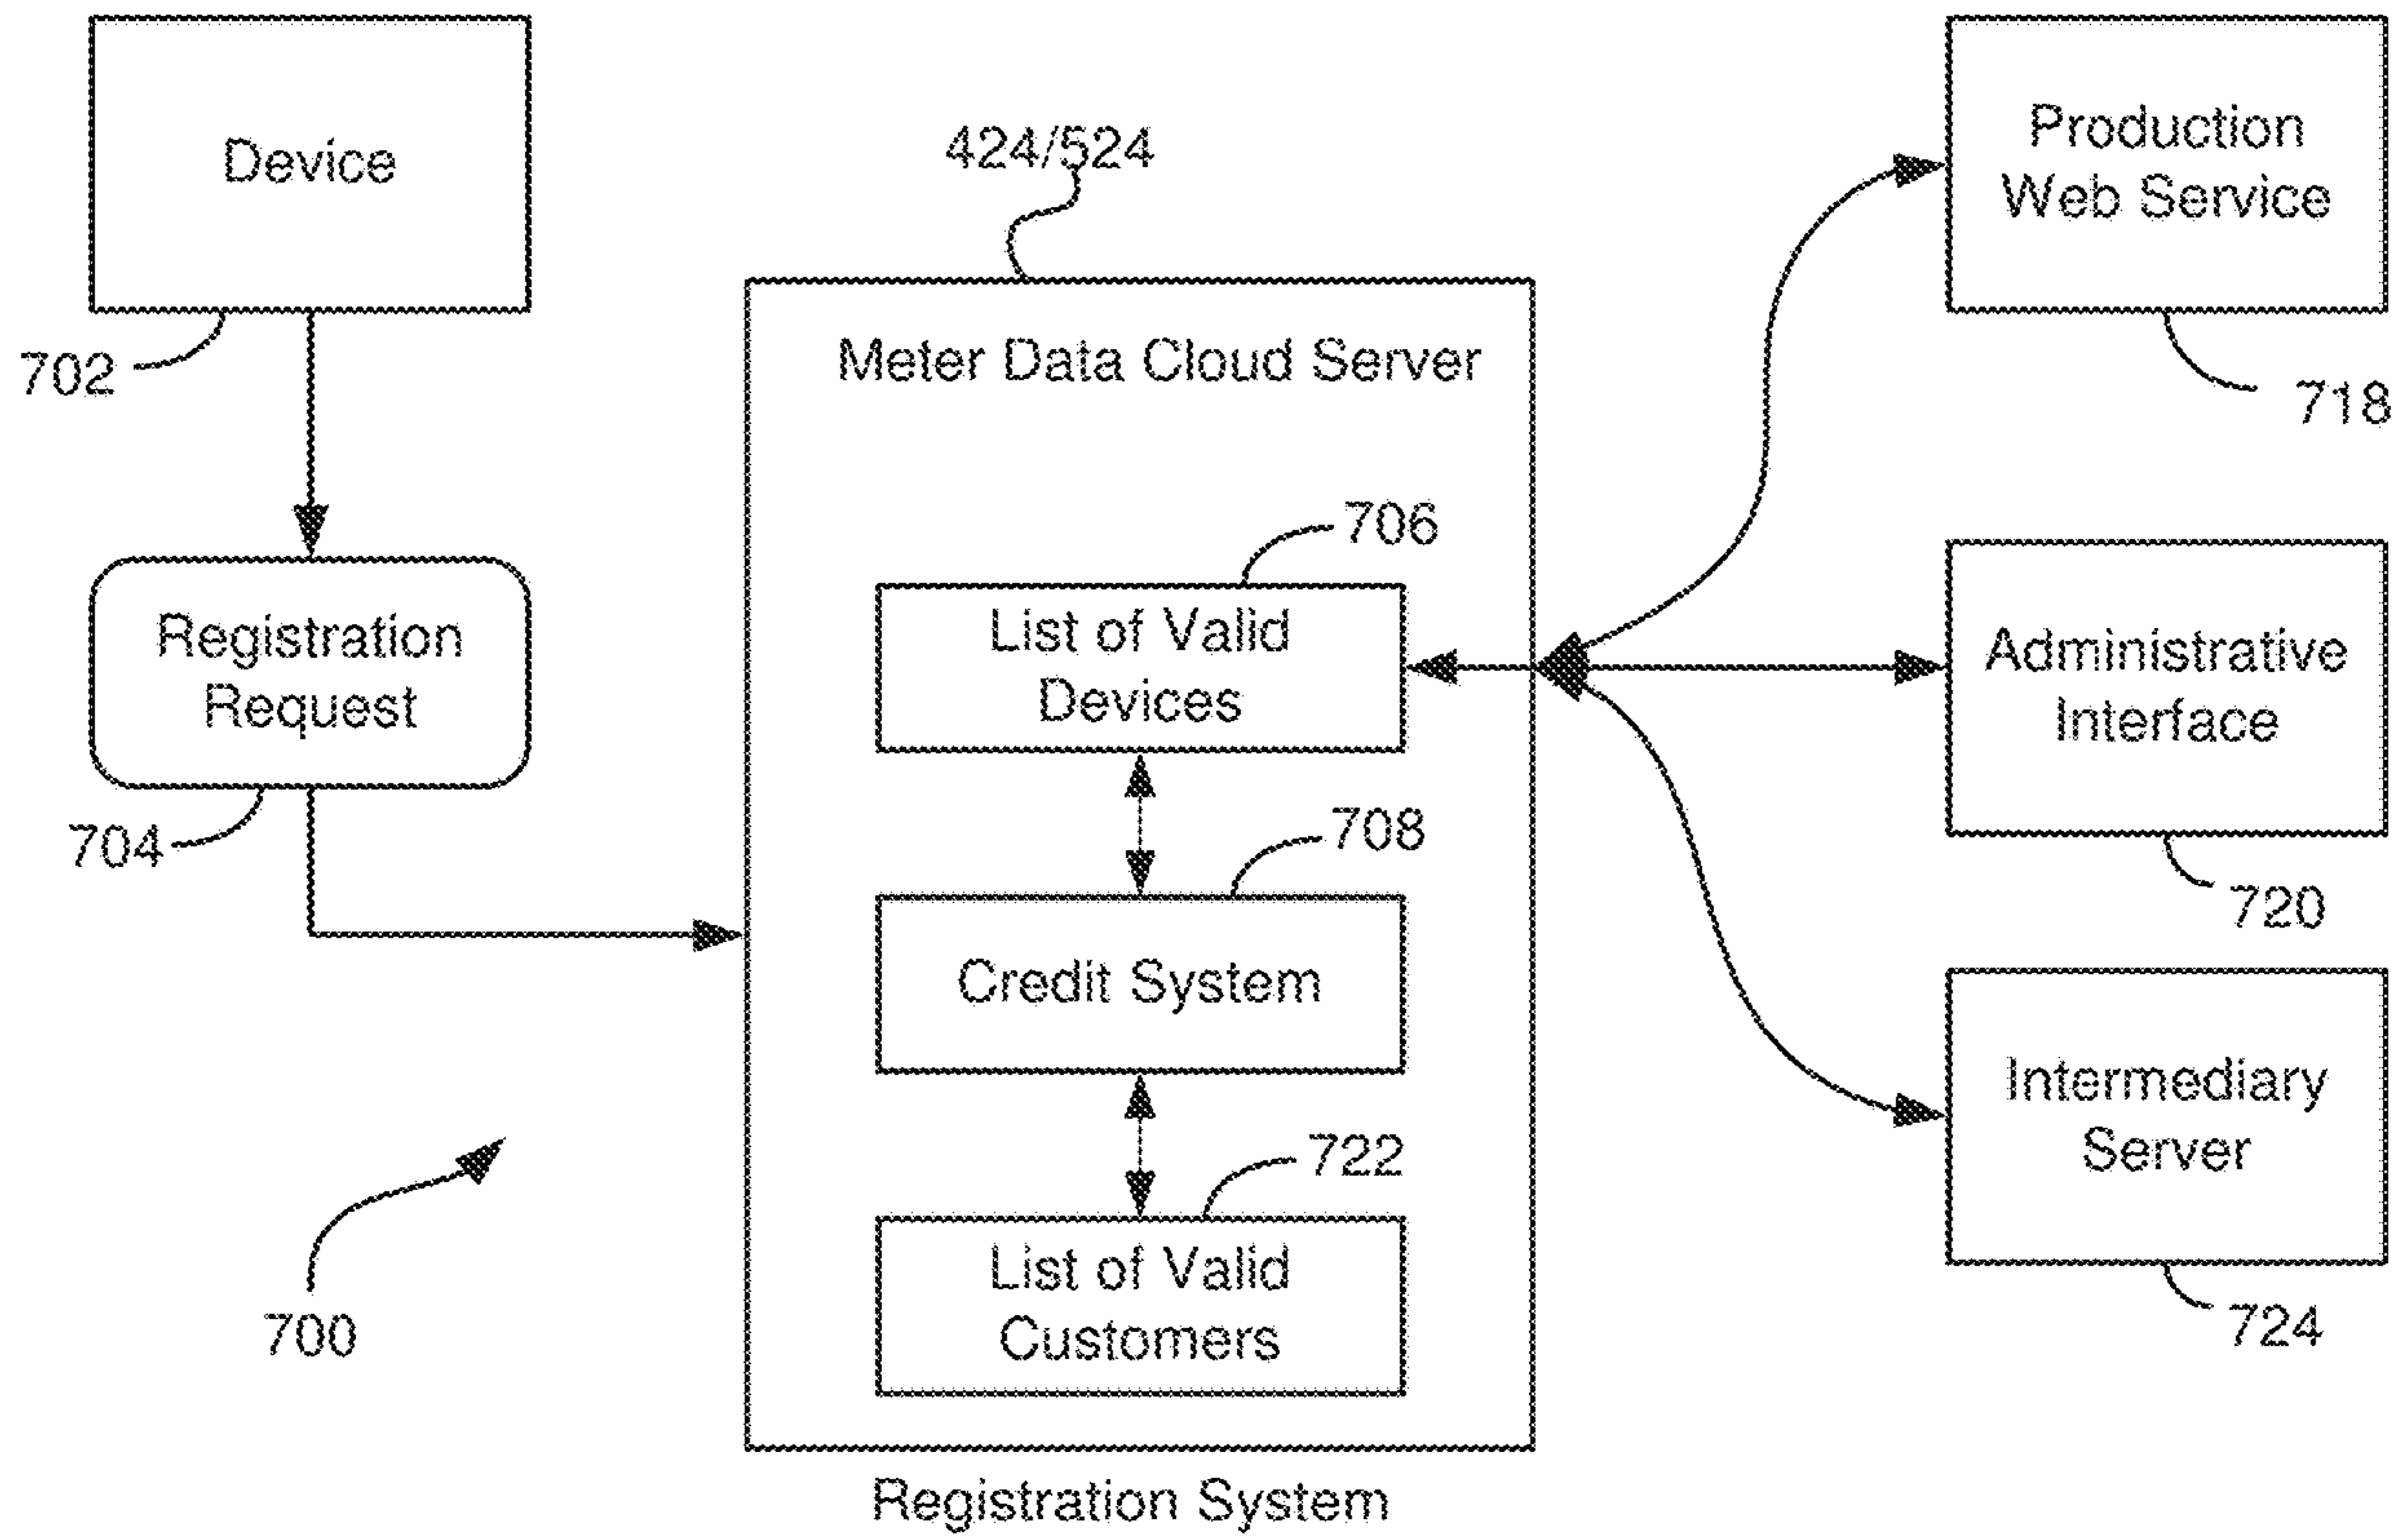 Device
702
Registration
Request
704
700
424/524
Meter Data Cloud Server
706
List of Valid
Devices
708
Credit System
722
List of Valid
Customers
Registration System
Production
Web Service
718
Administrative
Interface
720
Intermediary
Server
724